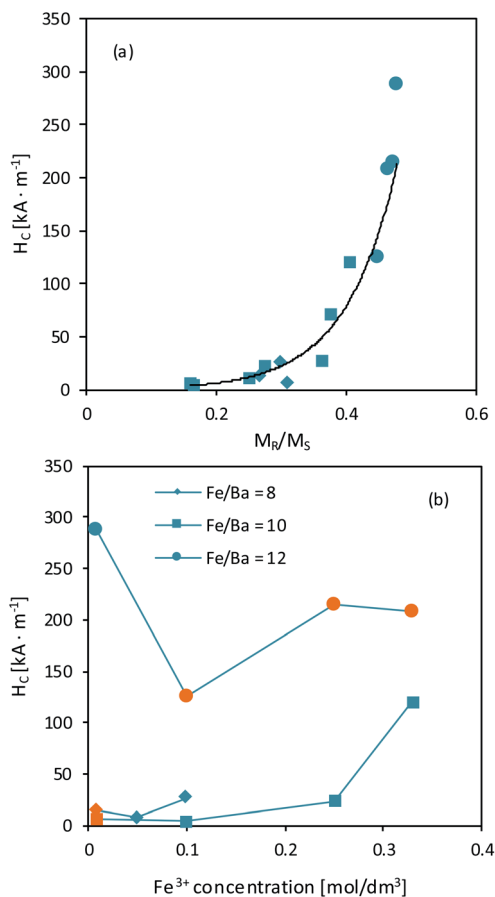 350
(a)
300
250
200
150
100
50
0
H_C [kA · m⁻¹]
0 0.2 0.4 0.6
M_R/M_S
350
Fe/Ba = 8 (b)
300
Fe/Ba = 10
Fe/Ba = 12
250
200
150
100
50
0
H_C [kA · m⁻¹]
0 0.1 0.2 0.3 0.4
Fe³⁺ concentration [mol/dm³]